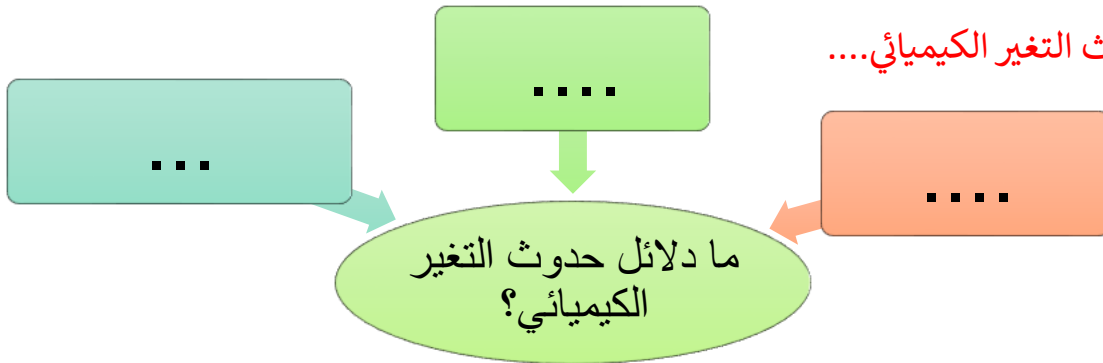 التغير الكيميائي....
....
...
....
ما دلائل حدوث التغير
الكيميائي؟